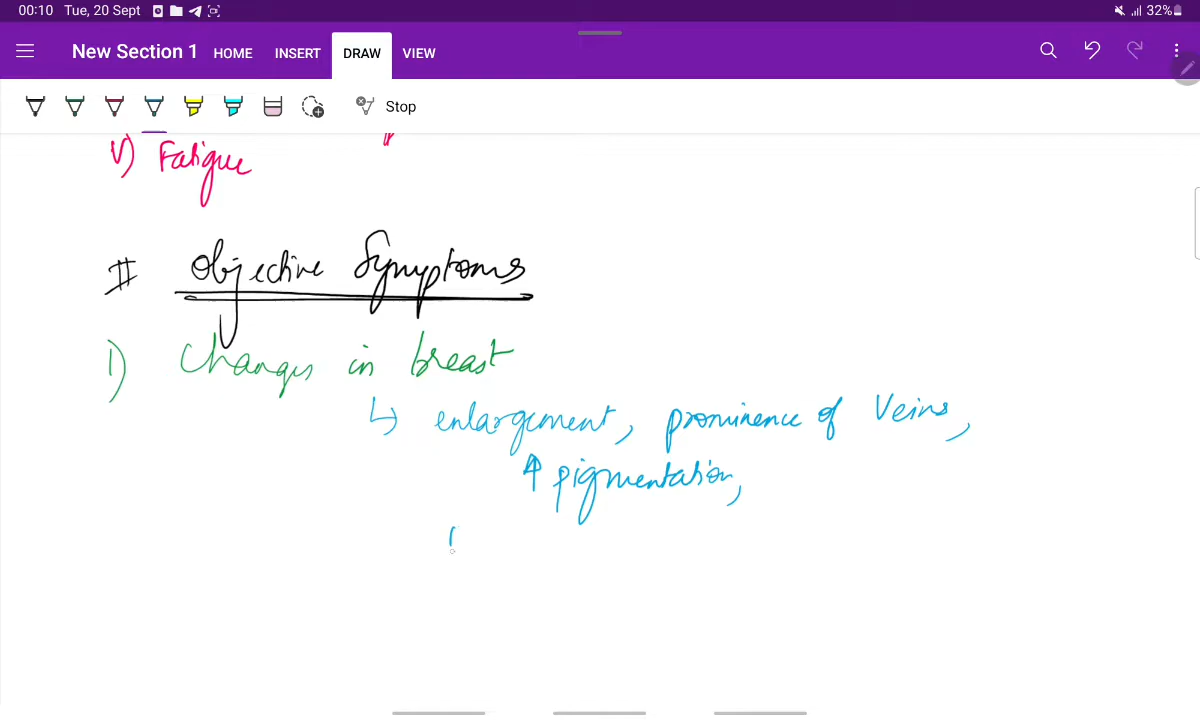 00:10 Tue, 20 Sept 32%
New Section 1 HOME INSERT DRAW VIEW
Stop
V) Fatigue
# Objective Symptoms
1) Changes in breast
↳ enlargement, prominence of Veins,
↑ pigmentation,